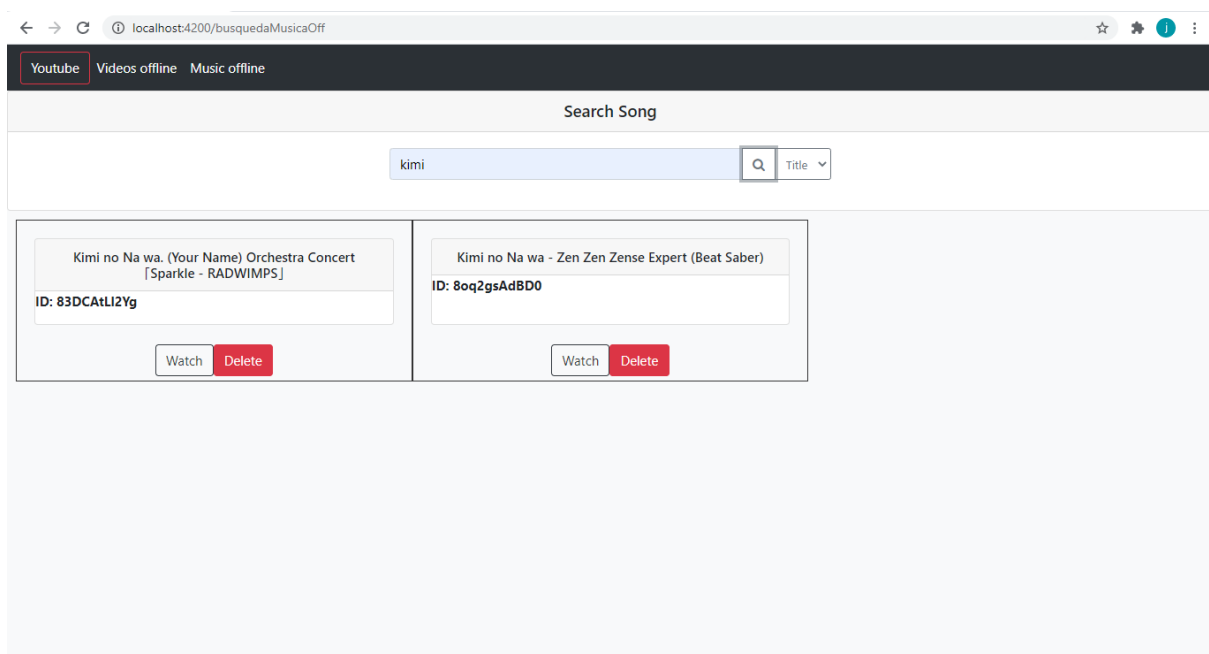 localhost:4200/busquedaMusicaOff
j
Youtube Videos offline Music offline
Search Song
kimi
Title
Kimi no Na wa. (Your Name) Orchestra Concert
「Sparkle - RADWIMPS」
ID: 83DCAtLI2Yg
Watch Delete
Kimi no Na wa - Zen Zen Zense Expert (Beat Saber)
ID: 8oq2gsAdBD0
Watch Delete